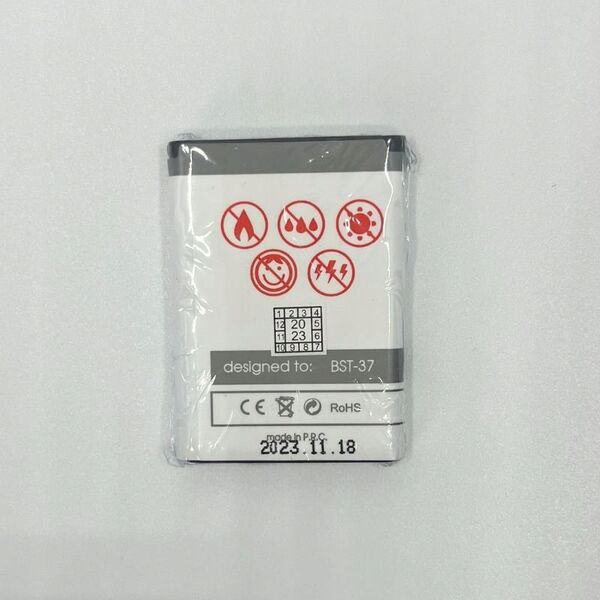 1 2 3 4
12 20 5
11 23 6
10 9 8 7
designed to: BST-37
CE RoHS
made in P.R.C.
2023.11.18